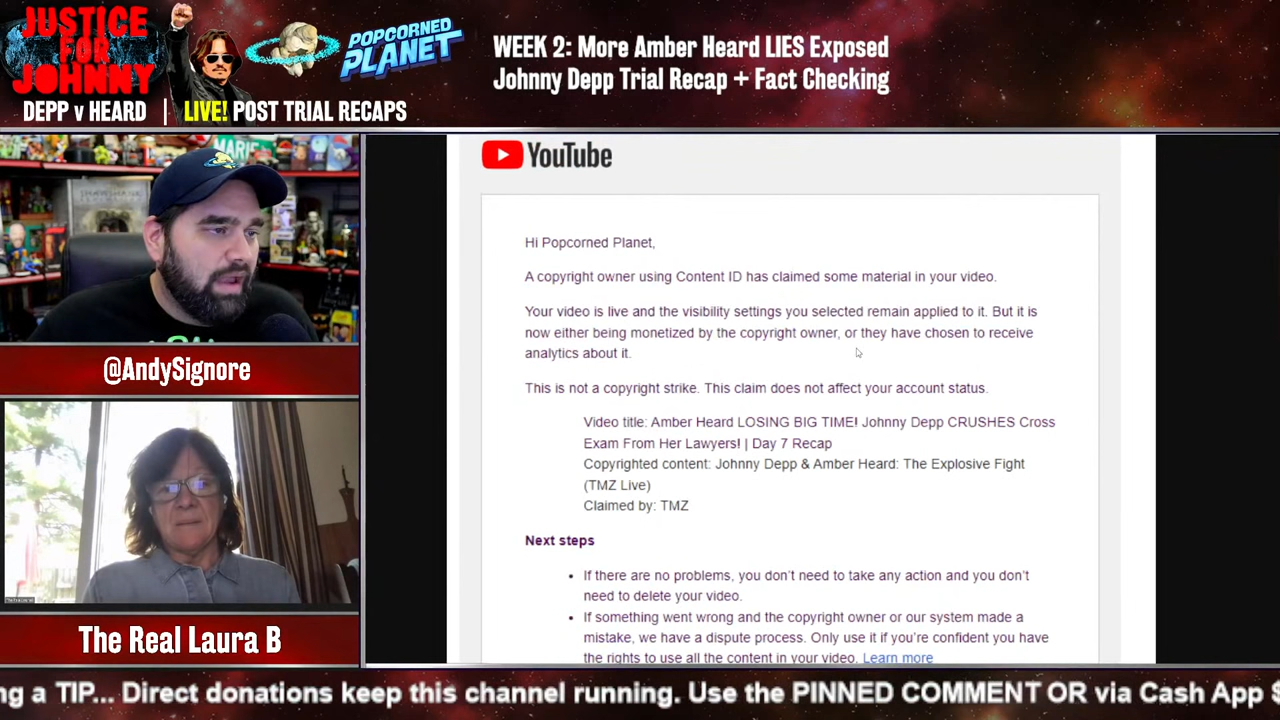 JUSTICE
FOR
JOHNNY
POPCORNED
PLANET
DEPP v HEARD | LIVE! POST TRIAL RECAPS
WEEK 2: More Amber Heard LIES Exposed
Johnny Depp Trial Recap + Fact Checking
MARIE
@AndySignore
The Real Laura B
YouTube
Hi Popcorned Planet,
A copyright owner using Content ID has claimed some material in your video.
Your video is live and the visibility settings you selected remain applied to it. But it is
now either being monetized by the copyright owner, or they have chosen to receive
analytics about it.
This is not a copyright strike. This claim does not affect your account status.
Video title: Amber Heard LOSING BIG TIME! Johnny Depp CRUSHES Cross
Exam From Her Lawyers! | Day 7 Recap
Copyrighted content: Johnny Depp & Amber Heard: The Explosive Fight
(TMZ Live)
Claimed by: TMZ
Next steps
• If there are no problems, you don't need to take any action and you don't
need to delete your video.
• If something went wrong and the copyright owner or our system made a
mistake, we have a dispute process. Only use it if you're confident you have
the rights to use all the content in your video. Learn more
ng a TIP... Direct donations keep this channel running. Use the PINNED COMMENT OR via Cash App $